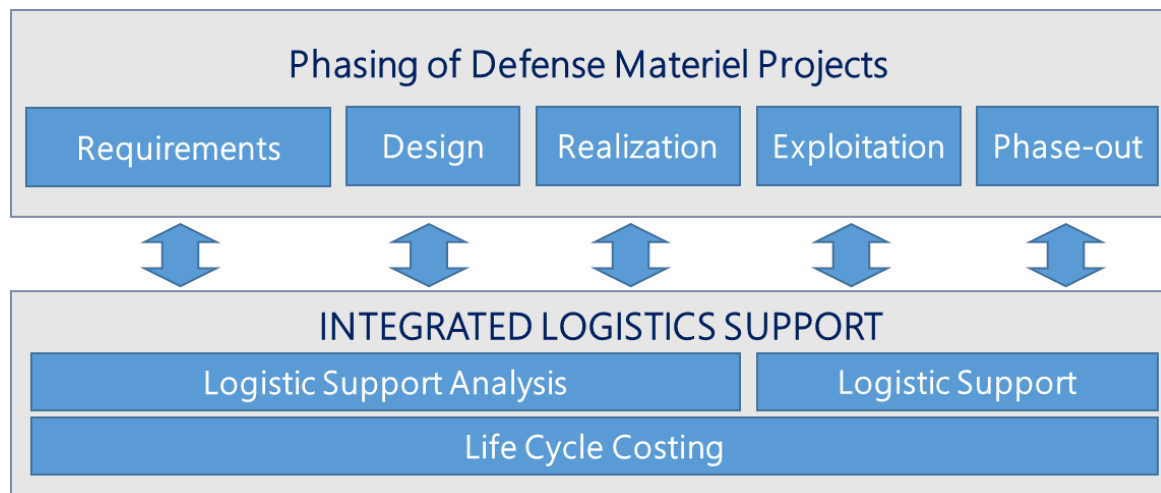 Phasing of Defense Materiel Projects
Requirements
Design
Realization
Exploitation
Phase-out
INTEGRATED LOGISTICS SUPPORT
Logistic Support Analysis
Logistic Support
Life Cycle Costing